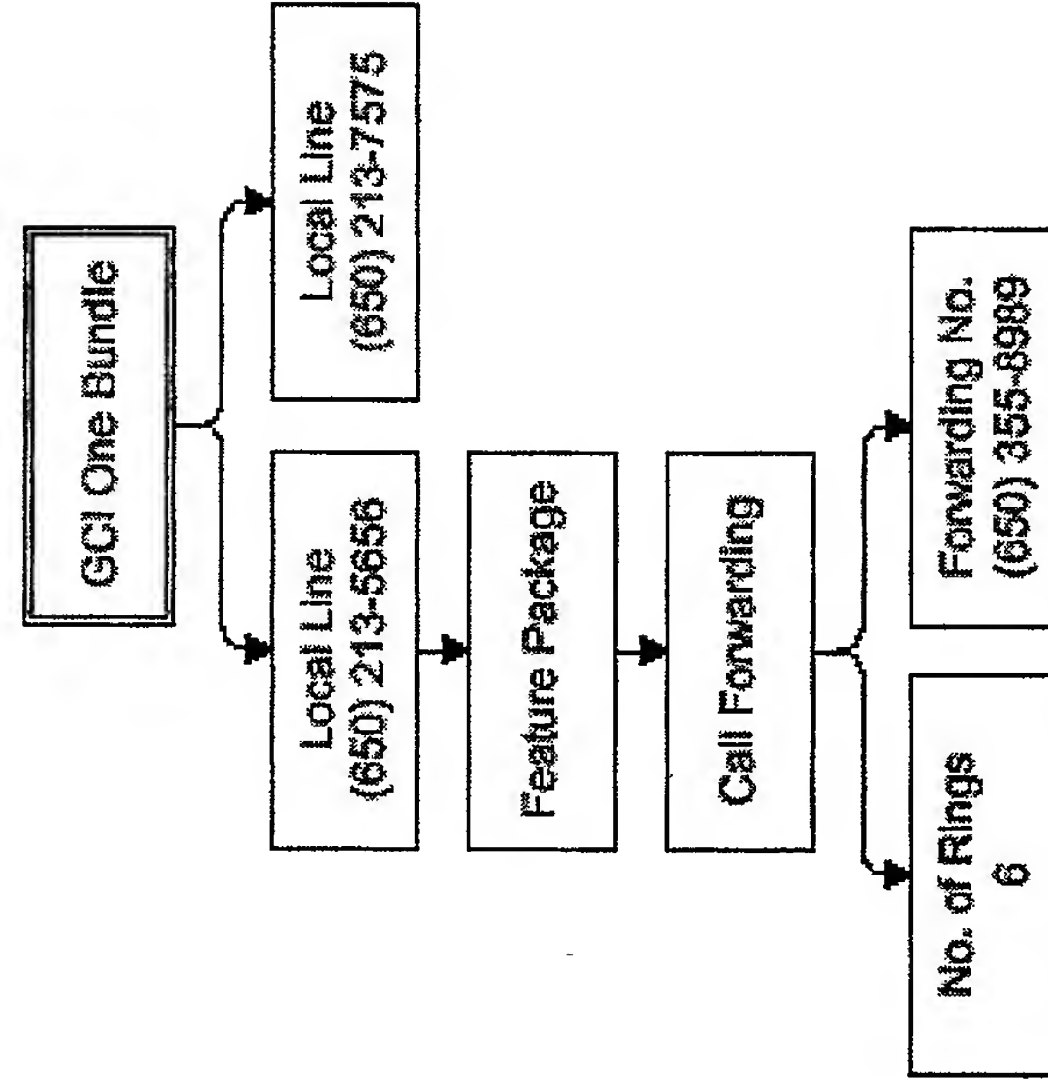 GCI One Bundle
Local Line
(650) 213-5656
Local Line
(650) 213-7575
Feature Package
Call Forwarding
No. of Rings
6
Forwarding No.
(650) 355-8989